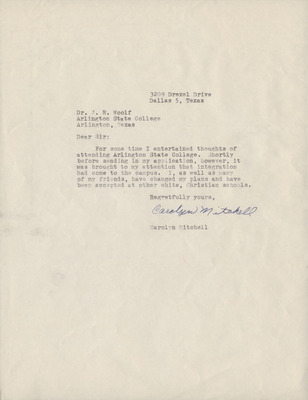 3209 Drexel Drive
Dallas 5, Texas
Dr. E. H. Woolf
Arlington State College
Arlington, Texas
Dear Sir:
For some time I entertained thoughts of
attending Arlington State College. Shortly
before sending in my application, however, it
was brought to my attention that integration
had come to the campus. I, as well as many
of my friends, have changed my plans and have
been accepted at other white, Christian schools.
Regretfully yours,
Carolyn Mitchell
Carolyn Mitchell